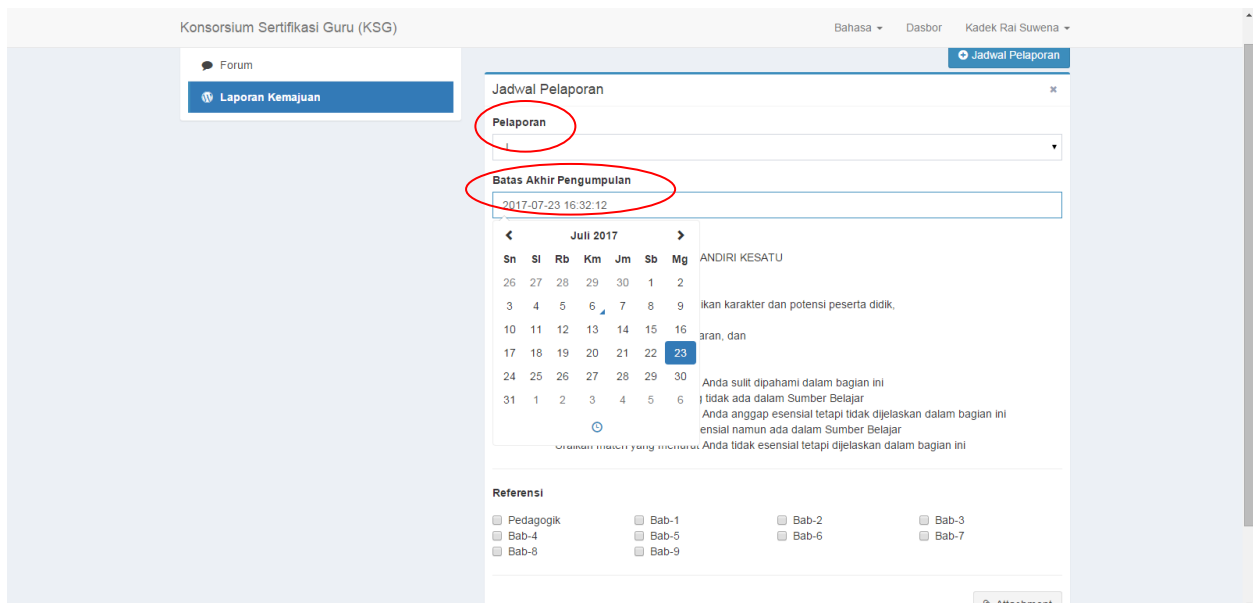 Konsorsium Sertifikasi Guru (KSG) Bahasa Dasbor Kadek Rai Suwena
Forum
Laporan Kemajuan
Jadwal Pelaporan
Jadwal Pelaporan
Pelaporan
I
Batas Akhir Pengumpulan
2017-07-23 16:32:12
Juli 2017
Sn Sl Rb Km Jm Sb Mg
26 27 28 29 30 1 2
3 4 5 6 7 8 9
10 11 12 13 14 15 16
17 18 19 20 21 22 23
24 25 26 27 28 29 30
31 1 2 3 4 5 6
ANDIRI KESATU
ikan karakter dan potensi peserta didik,
aran, dan
Anda sulit dipahami dalam bagian ini
tidak ada dalam Sumber Belajar
Anda anggap esensial tetapi tidak dijelaskan dalam bagian ini
ensial namun ada dalam Sumber Belajar
Uraikan materi yang menurut Anda tidak esensial tetapi dijelaskan dalam bagian ini
Referensi
Pedagogik Bab-1 Bab-2 Bab-3
Bab-4 Bab-5 Bab-6 Bab-7
Bab-8 Bab-9
Attachment